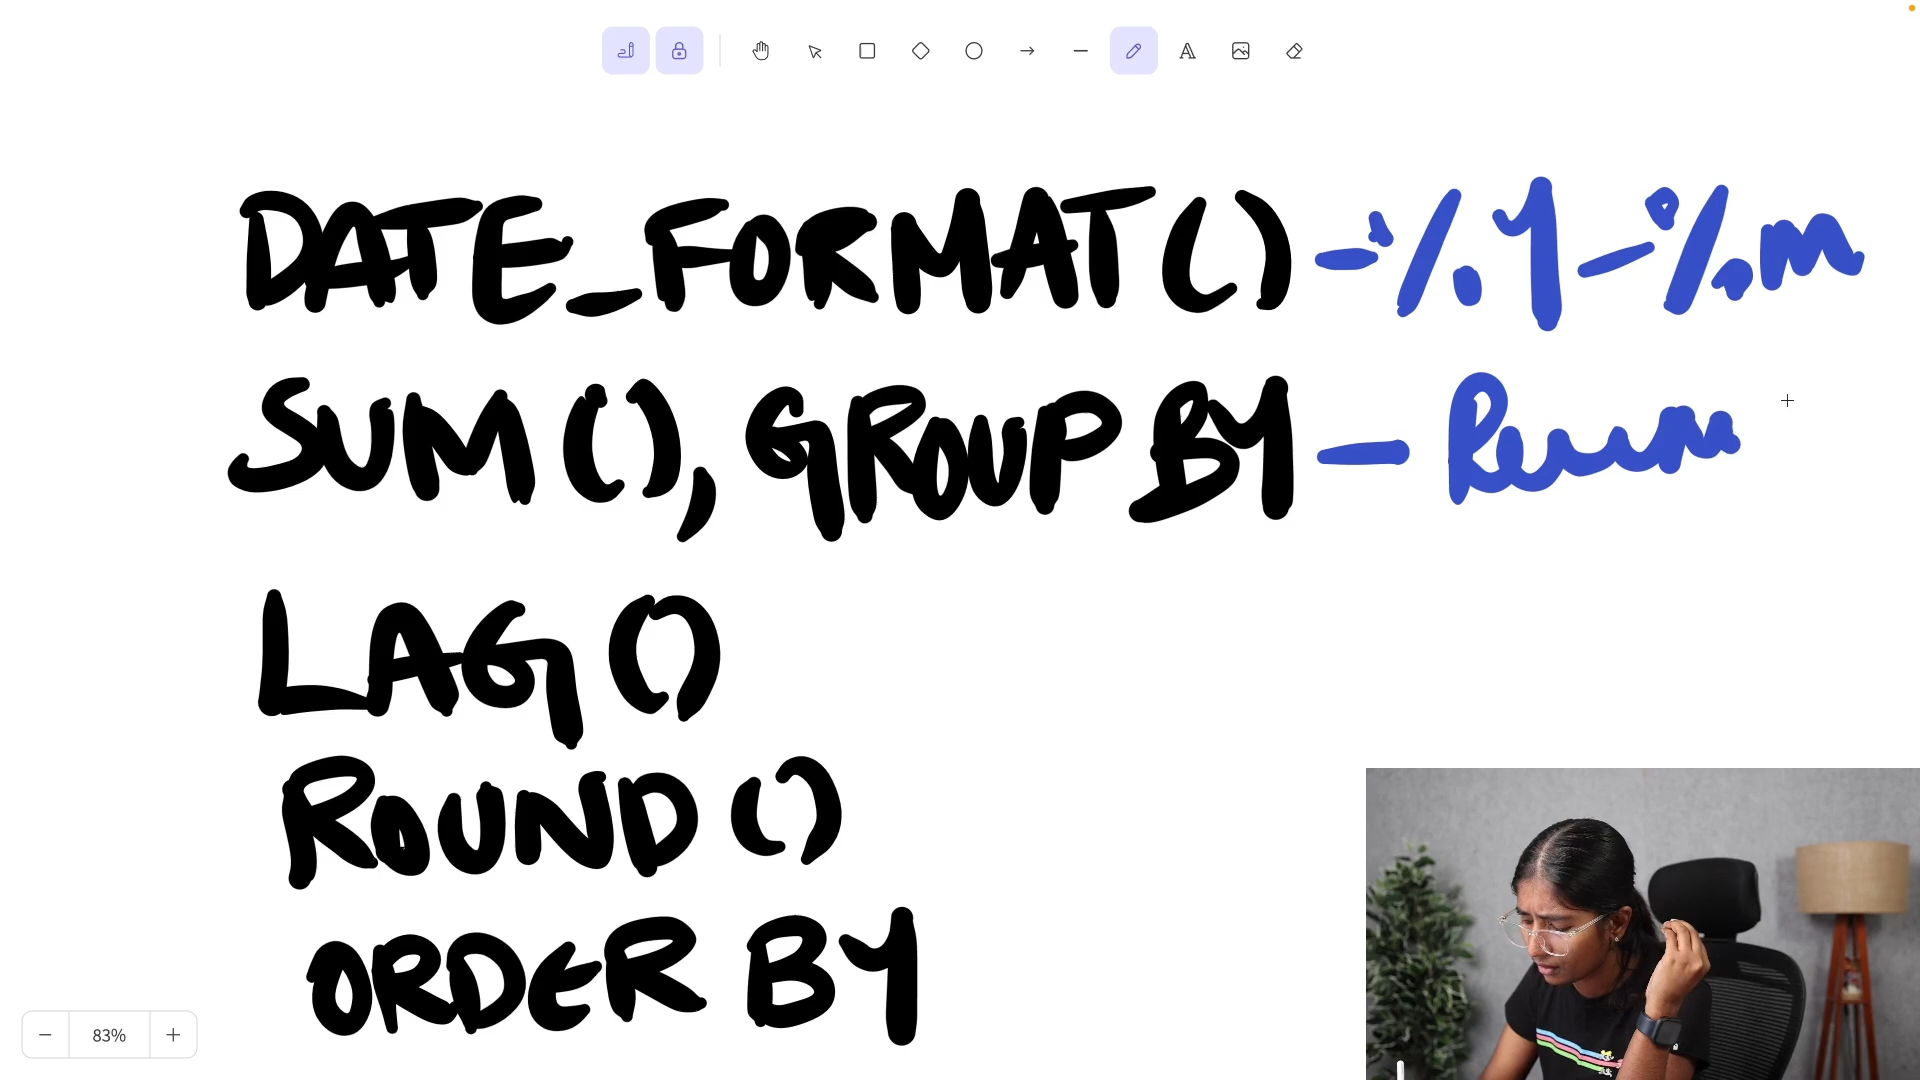 DATE_FORMAT() - %Y-%m
SUM(), GROUP BY -
LAG()
ROUND()
ORDER BY
83%